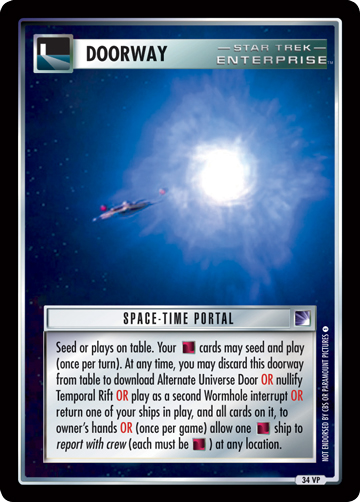 DOORWAY
STAR TREK
ENTERPRISE™
SPACE-TIME PORTAL
Seed or plays on table. Your cards may seed and play
(once per turn). At any time, you may discard this doorway
from table to download Alternate Universe Door OR nullify
Temporal Rift OR play as a second Wormhole interrupt OR
return one of your ships in play, and all cards on it, to
owner's hands OR (once per game) allow one ship to
report with crew (each must be ) at any location.
NOT ENDORSED BY CBS OR PARAMOUNT PICTURES
34 VP